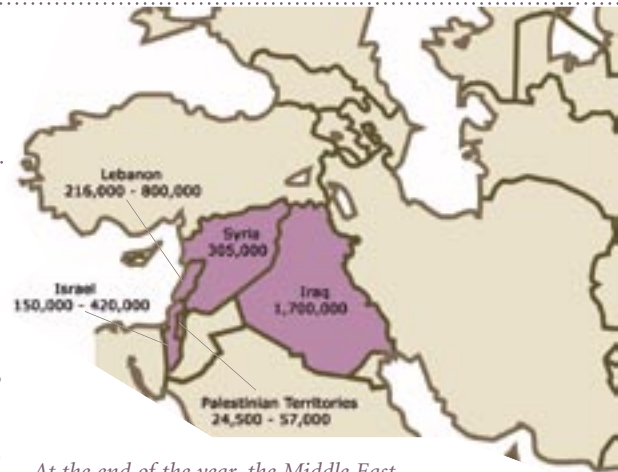 Lebanon
216,000 - 800,000
Syria
305,000
Israel
150,000 - 420,000
Iraq
1,700,000
Palestinian Territories
24,500 - 57,000
At the end of the year, the Middle East